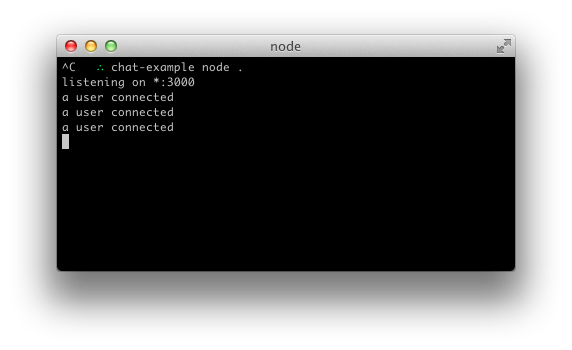 node
^C   ∴ chat-example node .
listening on *:3000
a user connected
a user connected
a user connected